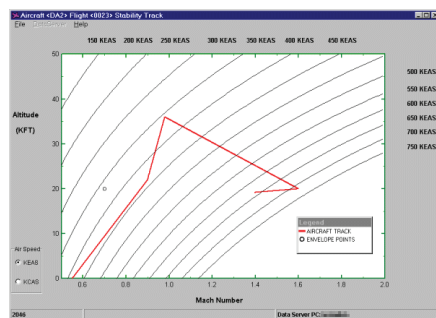 Aircraft <DA2> Flight <0023> Stability Track
File Data Server Help
150 KEAS 200 KEAS 250 KEAS 300 KEAS 350 KEAS 400 KEAS 450 KEAS
500 KEAS
550 KEAS
600 KEAS
650 KEAS
700 KEAS
750 KEAS
Altitude
(KFT)
50
40
30
20
10
0
Legend
AIRCRAFT TRACK
ENVELOPE POINTS
Air Speed
KEAS
KCAS
0.6 0.8 1.0 1.2 1.4 1.6 1.8 2.0
Mach Number
2046 Data Server PC: